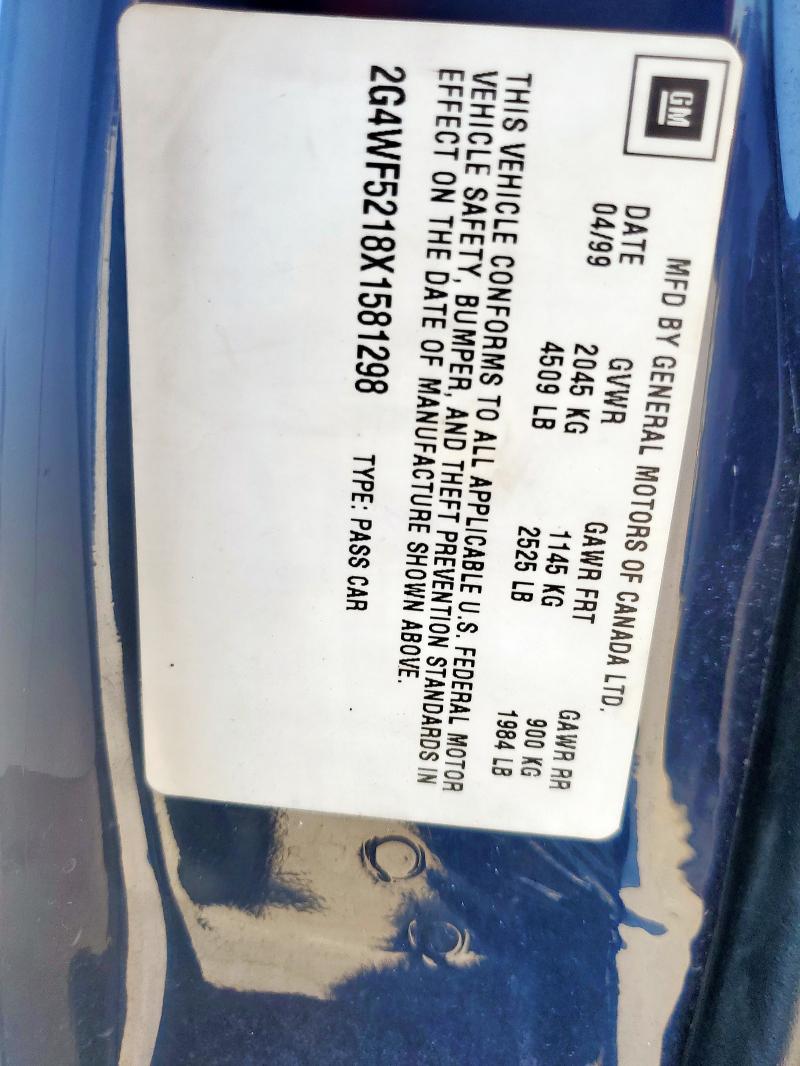 GM
MFD BY GENERAL MOTORS OF CANADA LTD.
DATE GVWR GAWR FRT GAWR RR
04/99 2045 KG 1145 KG 900 KG
4509 LB 2525 LB 1984 LB
THIS VEHICLE CONFORMS TO ALL APPLICABLE U.S. FEDERAL MOTOR
VEHICLE SAFETY, BUMPER, AND THEFT PREVENTION STANDARDS IN
EFFECT ON THE DATE OF MANUFACTURE SHOWN ABOVE.
2G4WF5218X1581298 TYPE: PASS CAR